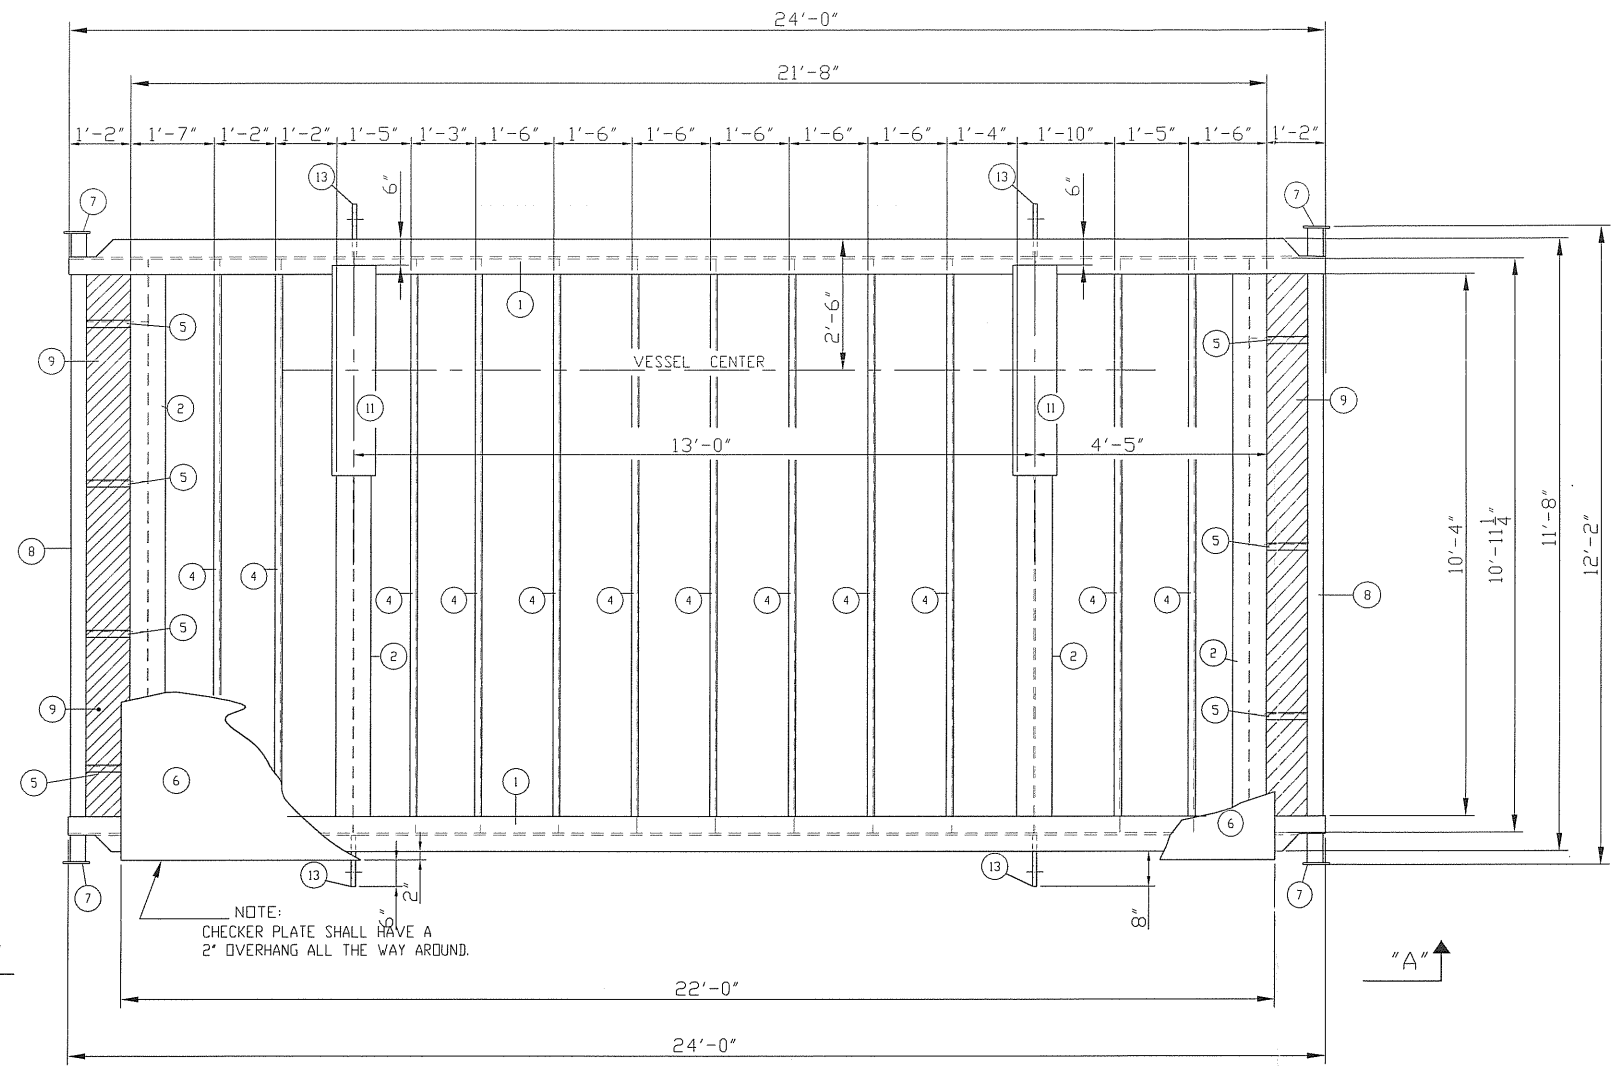 24'-0"
21'-8"
1'-2" 1'-7" 1'-2" 1'-2" 1'-5" 1'-3" 1'-6" 1'-6" 1'-6" 1'-6" 1'-6" 1'-6" 1'-4" 1'-10" 1'-5" 1'-6" 1'-2"
13 6" 13 6"
7 7
1
2'-6"
5 5
VESSEL CENTER
9 9
2 11 11
13'-0" 4'-5"
5
10'-4" 10'-11 1/4" 11'-8" 12'-2"
8 5
4 4
4 4 4 4 4 4 4 4 4 4 8
5
2 2 2
9 5
5 6 1
6
13 13
7 6" 2" 8" 7
NOTE:
CHECKER PLATE SHALL HAVE A
2" OVERHANG ALL THE WAY AROUND.
"A"
22'-0"
24'-0"